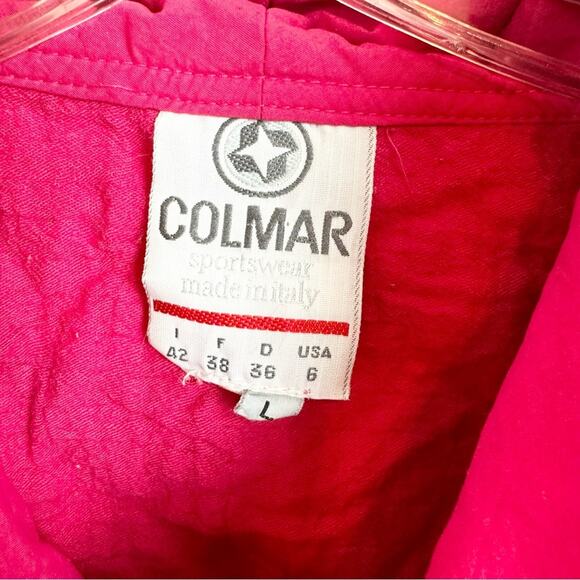 COLMAR
sportswear
made in italy
I F D USA
42 38 36 6
L